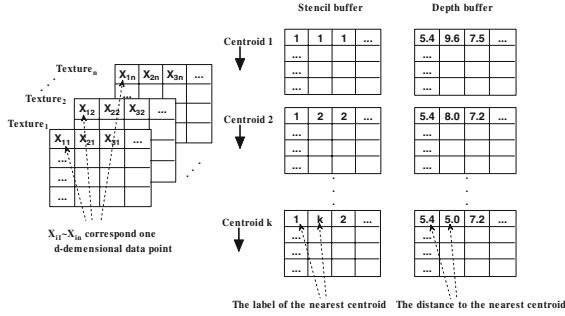 Stencil buffer
Depth buffer
Centroid 1
1 1 1 ...
5.4 9.6 7.5 ...
...
...
...
...
...
...
Texture_n
X_1n X_2n X_3n ...
Texture_2
X_12 X_22 X_32 ...
Texture_1
X_11 X_21 X_31 ...
...
...
...
Centroid 2
1 2 2 ...
5.4 8.0 7.2 ...
...
...
...
...
...
...
Centroid k
1 k 2 ...
5.4 5.0 7.2 ...
...
...
...
...
...
...
X_i1~X_in correspond one
d-demensional data point
The label of the nearest centroid
The distance to the nearest centroid